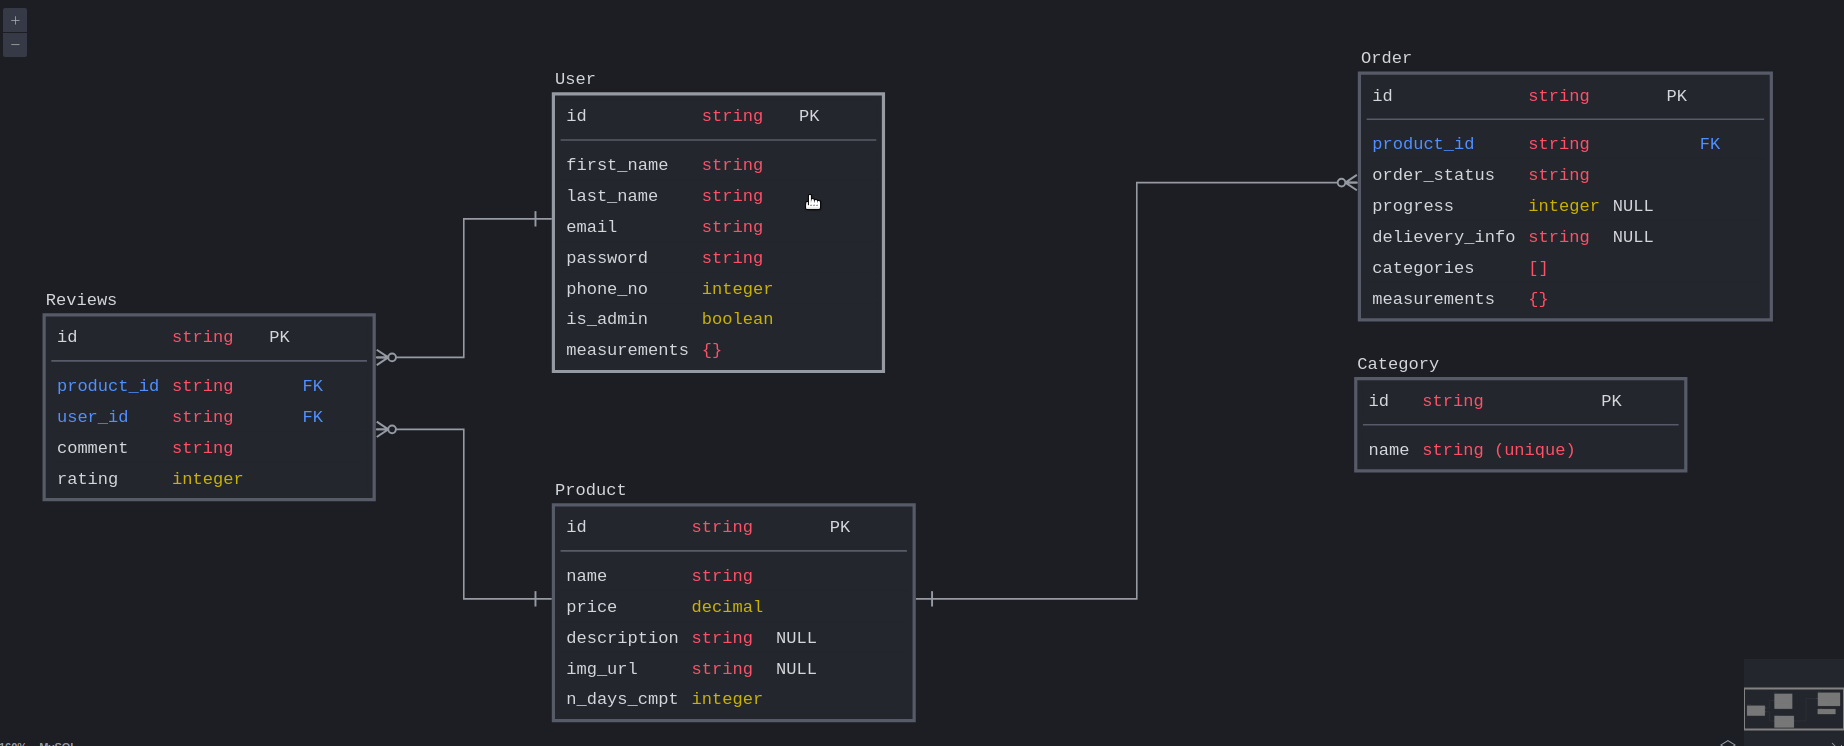 +
−
User
id string PK
first_name string
last_name string
email string
password string
phone_no integer
is_admin boolean
measurements {}
Reviews
id string PK
product_id string FK
user_id string FK
comment string
rating integer
Product
id string PK
name string
price decimal
description string NULL
img_url string NULL
n_days_cmpt integer
Order
id string PK
product_id string FK
order_status string
progress integer NULL
delievery_info string NULL
categories []
measurements {}
Category
id string PK
name string (unique)